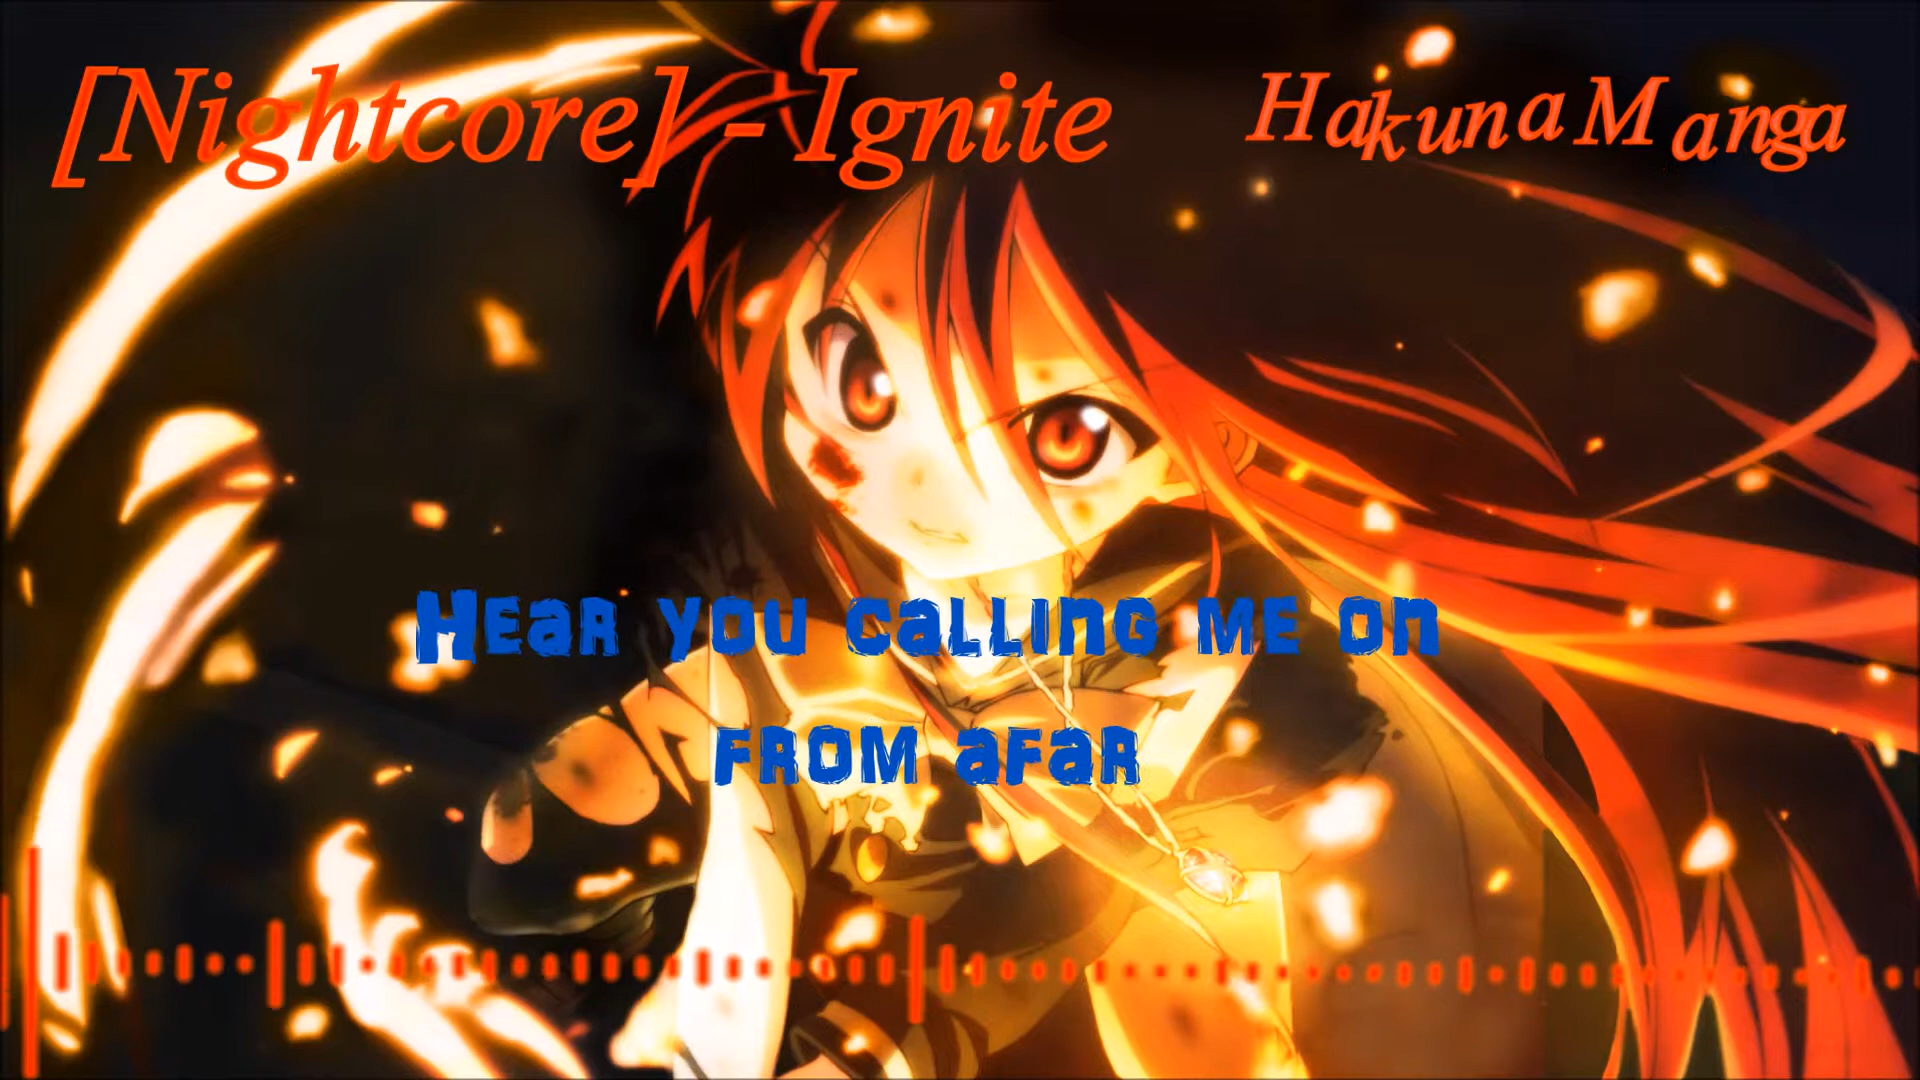 [Nightcore] - Ignite
HakunaManga
Hear you calling me on
from afar